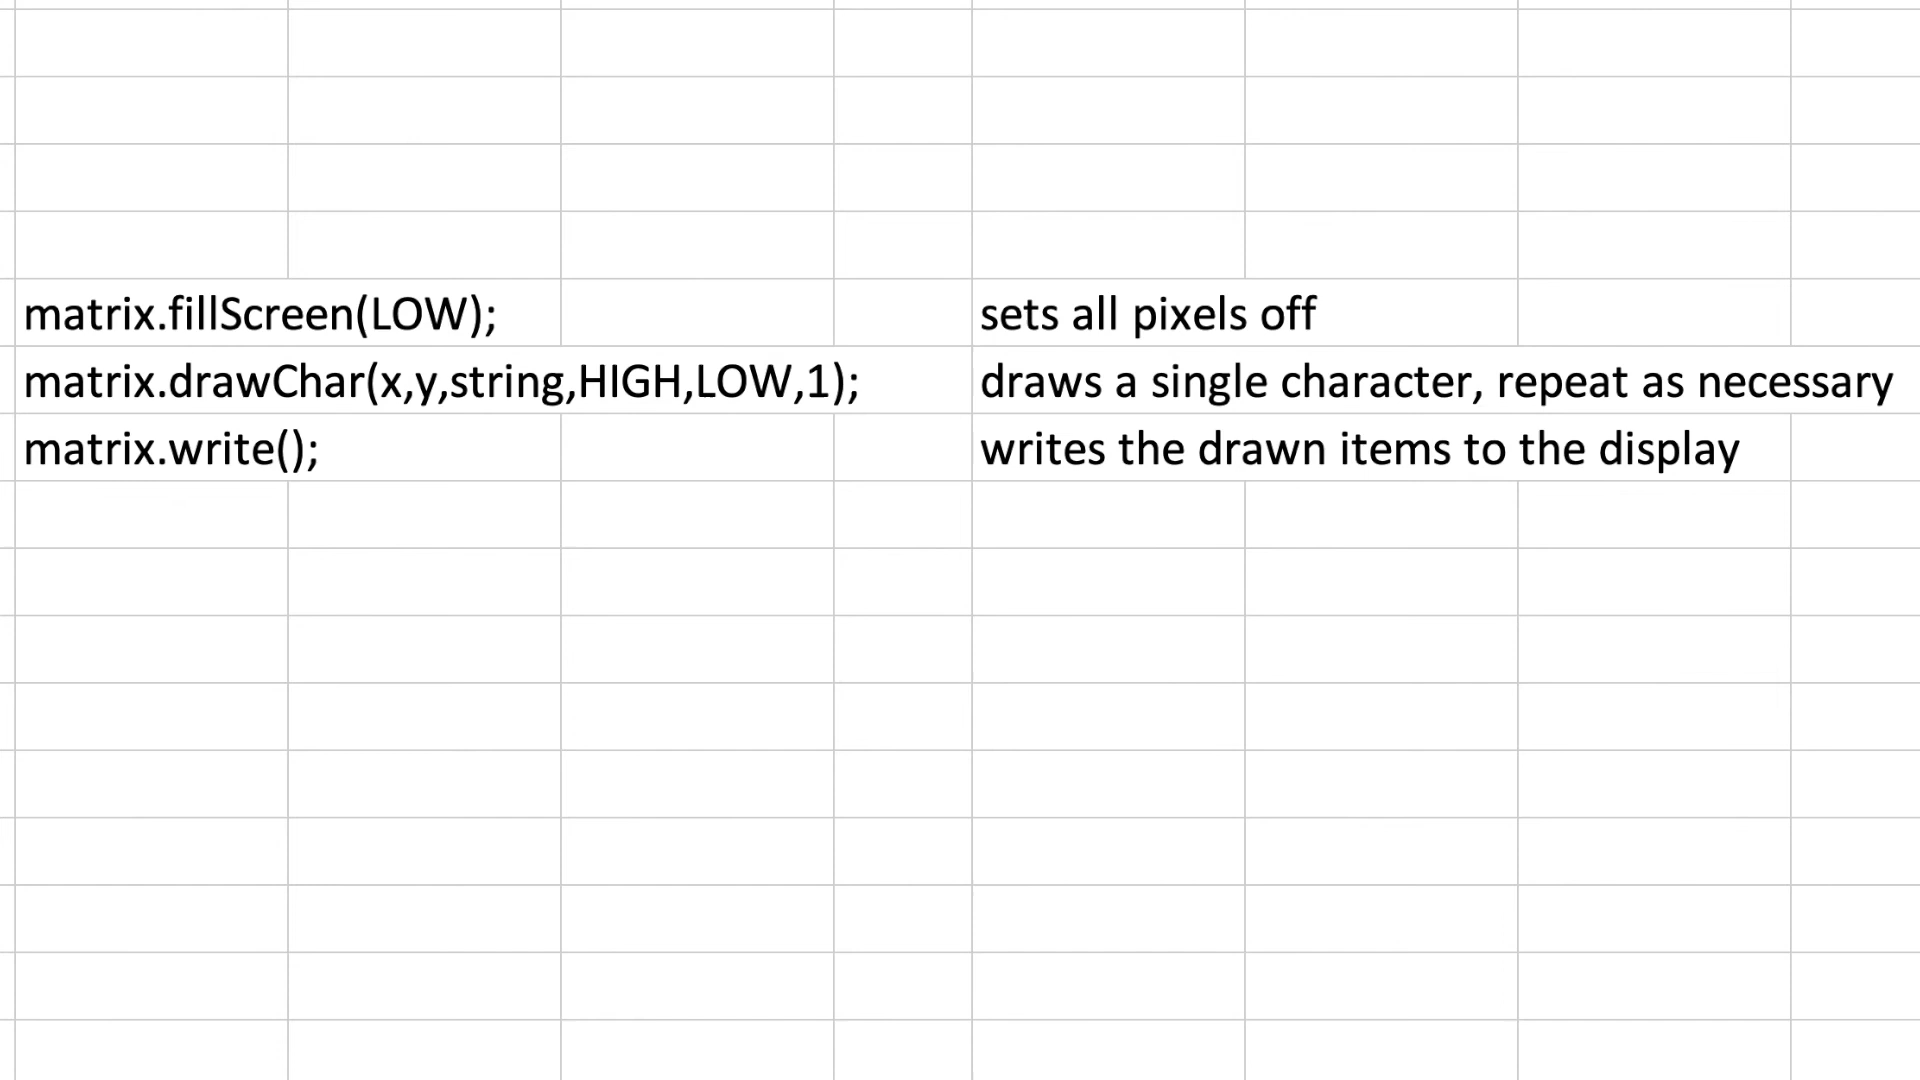 matrix.fillScreen(LOW); sets all pixels off
matrix.drawChar(x,y,string,HIGH,LOW,1); draws a single character, repeat as necessary
matrix.write(); writes the drawn items to the display